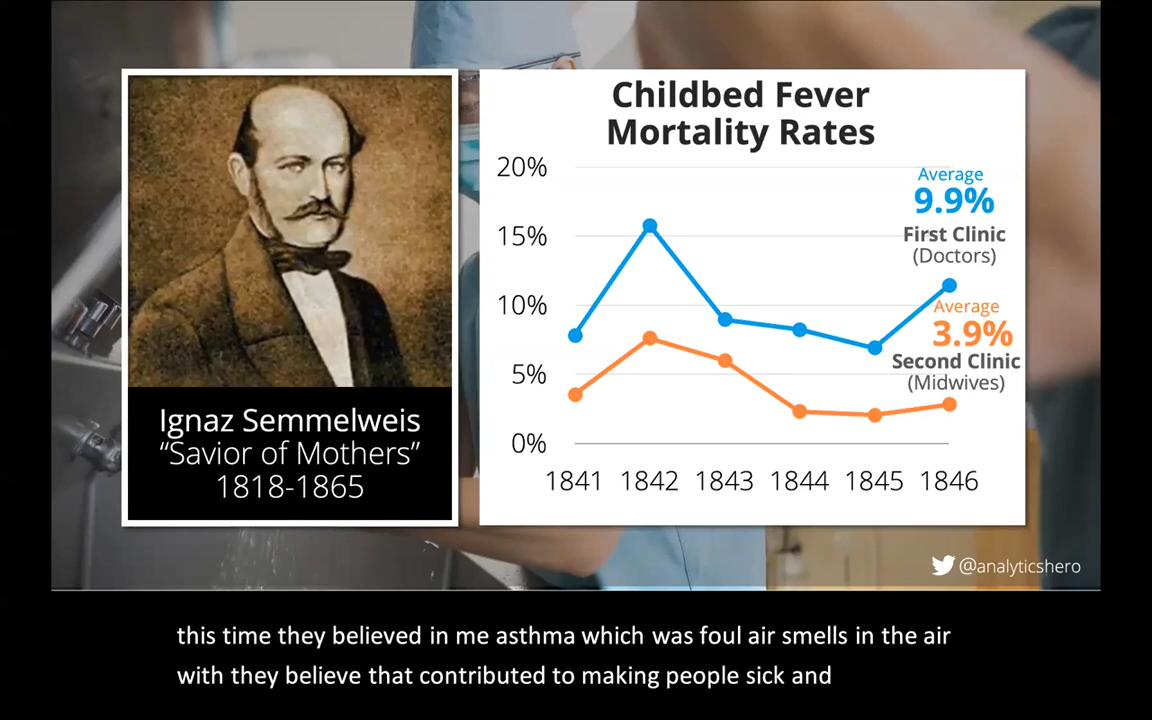 Ignaz Semmelweis
“Savior of Mothers”
1818-1865
Childbed Fever
Mortality Rates
20%
15%
10%
5%
0%
1841 1842 1843 1844 1845 1846
Average
9.9%
First Clinic
(Doctors)
Average
3.9%
Second Clinic
(Midwives)
@analyticshero
this time they believed in me asthma which was foul air smells in the air
with they believe that contributed to making people sick and